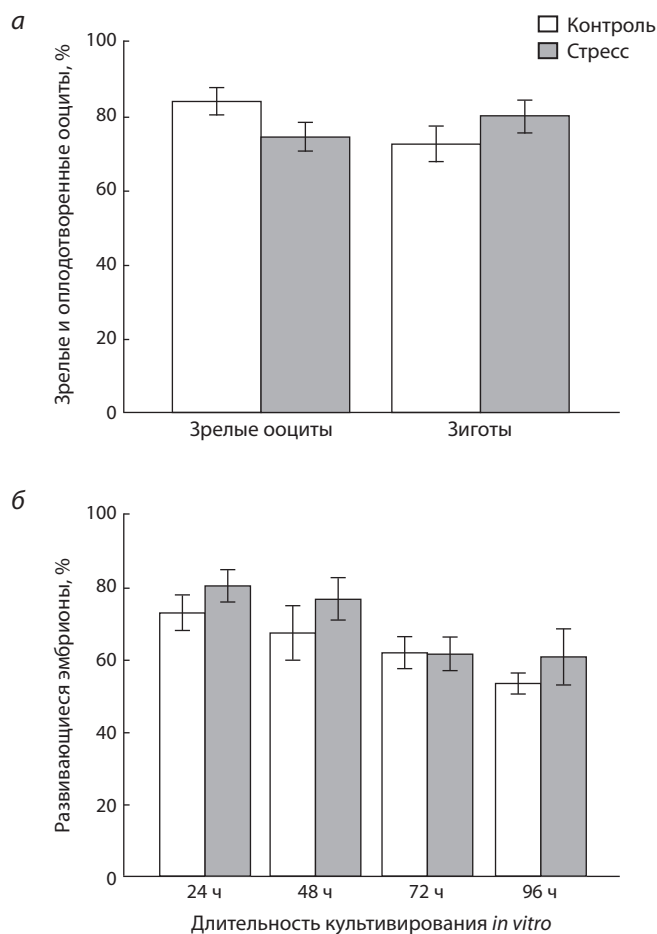 а
Контроль
Стресс
Зрелые и оплодотворенные ооциты, %
100
80
60
40
20
0
Зрелые ооциты
Зиготы
б
Развивающиеся эмбрионы, %
100
80
60
40
20
0
24 ч
48 ч
72 ч
96 ч
Длительность культивирования in vitro